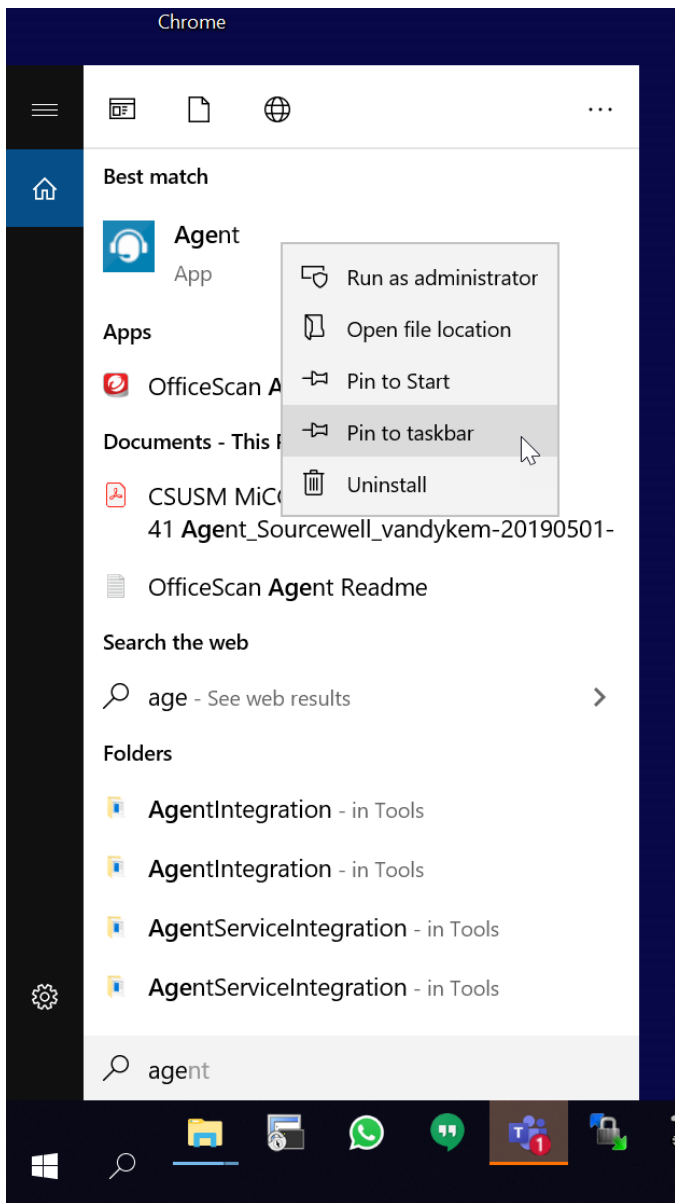 Chrome
Best match
Agent
App
Run as administrator
Open file location
Pin to Start
Pin to taskbar
Uninstall
Apps
OfficeScan A
Documents - This
CSUSM MiC
41 Agent_Sourcewell_vandykem-20190501-
OfficeScan Agent Readme
Search the web
age - See web results
Folders
AgentIntegration - in Tools
AgentIntegration - in Tools
AgentServiceIntegration - in Tools
AgentServiceIntegration - in Tools
agent
T 1